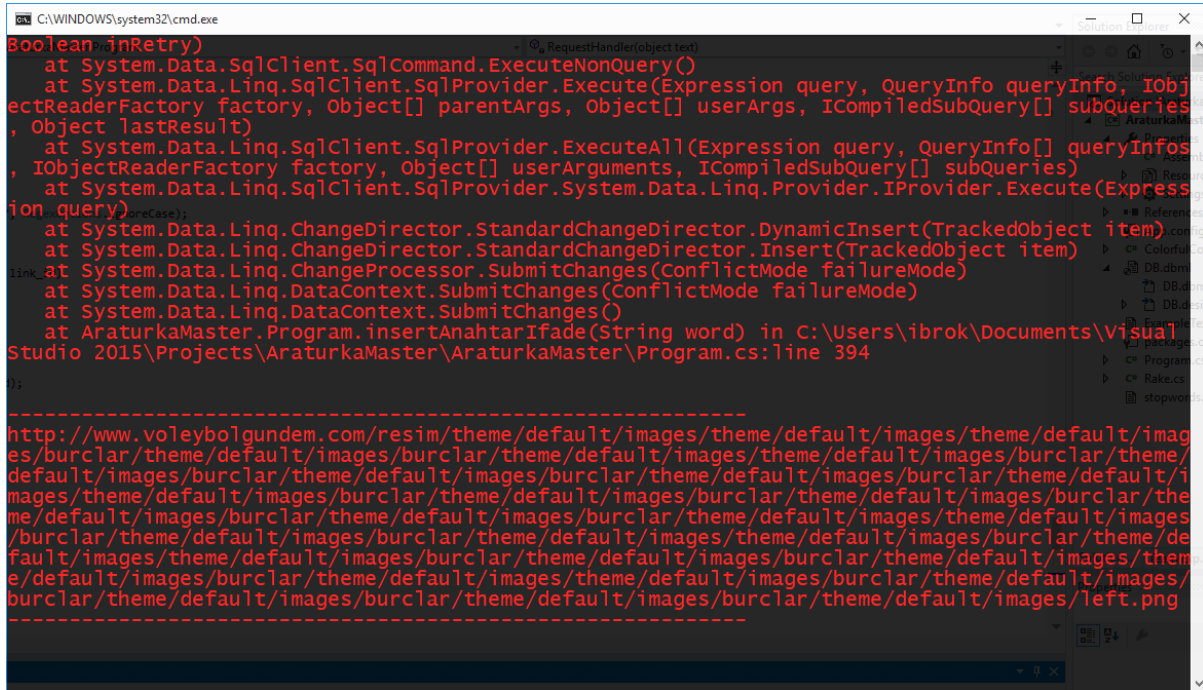 C:\WINDOWS\system32\cmd.exe
Boolean inRetry)
   at System.Data.SqlClient.SqlCommand.ExecuteNonQuery()
   at System.Data.Linq.SqlClient.SqlProvider.Execute(Expression query, QueryInfo queryInfo, IObj
ectReaderFactory factory, Object[] parentArgs, Object[] userArgs, ICompiledSubQuery[] subQueries
, Object lastResult)
   at System.Data.Linq.SqlClient.SqlProvider.ExecuteAll(Expression query, QueryInfo[] queryInfos
, IObjectReaderFactory factory, Object[] userArguments, ICompiledSubQuery[] subQueries)
   at System.Data.Linq.SqlClient.SqlProvider.System.Data.Linq.Provider.IProvider.Execute(Express
ion query)
   at System.Data.Linq.ChangeDirector.StandardChangeDirector.DynamicInsert(TrackedObject item)
   at System.Data.Linq.ChangeDirector.StandardChangeDirector.Insert(TrackedObject item)
   at System.Data.Linq.ChangeProcessor.SubmitChanges(ConflictMode failureMode)
   at System.Data.Linq.DataContext.SubmitChanges(ConflictMode failureMode)
   at System.Data.Linq.DataContext.SubmitChanges()
   at AraturkaMaster.Program.insertAnahtarIfade(String word) in C:\Users\ibrok\Documents\Visual
Studio 2015\Projects\AraturkaMaster\AraturkaMaster\Program.cs:line 394
------------------------------------------------------------
http://www.voleybolgundem.com/resim/theme/default/images/theme/default/images/theme/default/imag
es/burclar/theme/default/images/burclar/theme/default/images/theme/default/images/burclar/theme/
default/images/burclar/theme/default/images/burclar/theme/default/images/burclar/theme/default/i
mages/theme/default/images/burclar/theme/default/images/burclar/theme/default/images/burclar/the
me/default/images/burclar/theme/default/images/burclar/theme/default/images/theme/default/images
/burclar/theme/default/images/burclar/theme/default/images/theme/default/images/burclar/theme/de
fault/images/theme/default/images/burclar/theme/default/images/burclar/theme/default/images/them
e/default/images/burclar/theme/default/images/theme/default/images/theme/default/images/
burclar/theme/default/images/burclar/theme/default/images/burclar/theme/default/images/left.png
------------------------------------------------------------
RequestHandler(object text)
Solution Explorer
AraturkaMas
Properties
References
Program.cs
Rake.cs
stopwords.